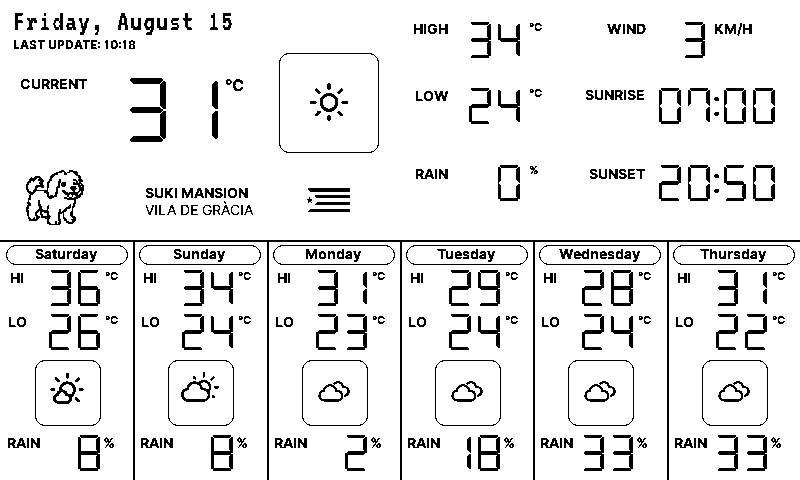 Friday, August 15
LAST UPDATE: 10:18
CURRENT 31 °C
HIGH 34 °C
WIND 3 KM/H
LOW 24 °C
SUNRISE 07:00
RAIN 0 %
SUNSET 20:50
SUKI MANSION
VILA DE GRÀCIA
Saturday
HI 36 °C
LO 26 °C
RAIN 8 %
Sunday
HI 34 °C
LO 24 °C
RAIN 8 %
Monday
HI 31 °C
LO 23 °C
RAIN 2 %
Tuesday
HI 29 °C
LO 24 °C
RAIN 18 %
Wednesday
HI 28 °C
LO 24 °C
RAIN 33 %
Thursday
HI 31 °C
LO 22 °C
RAIN 33 %